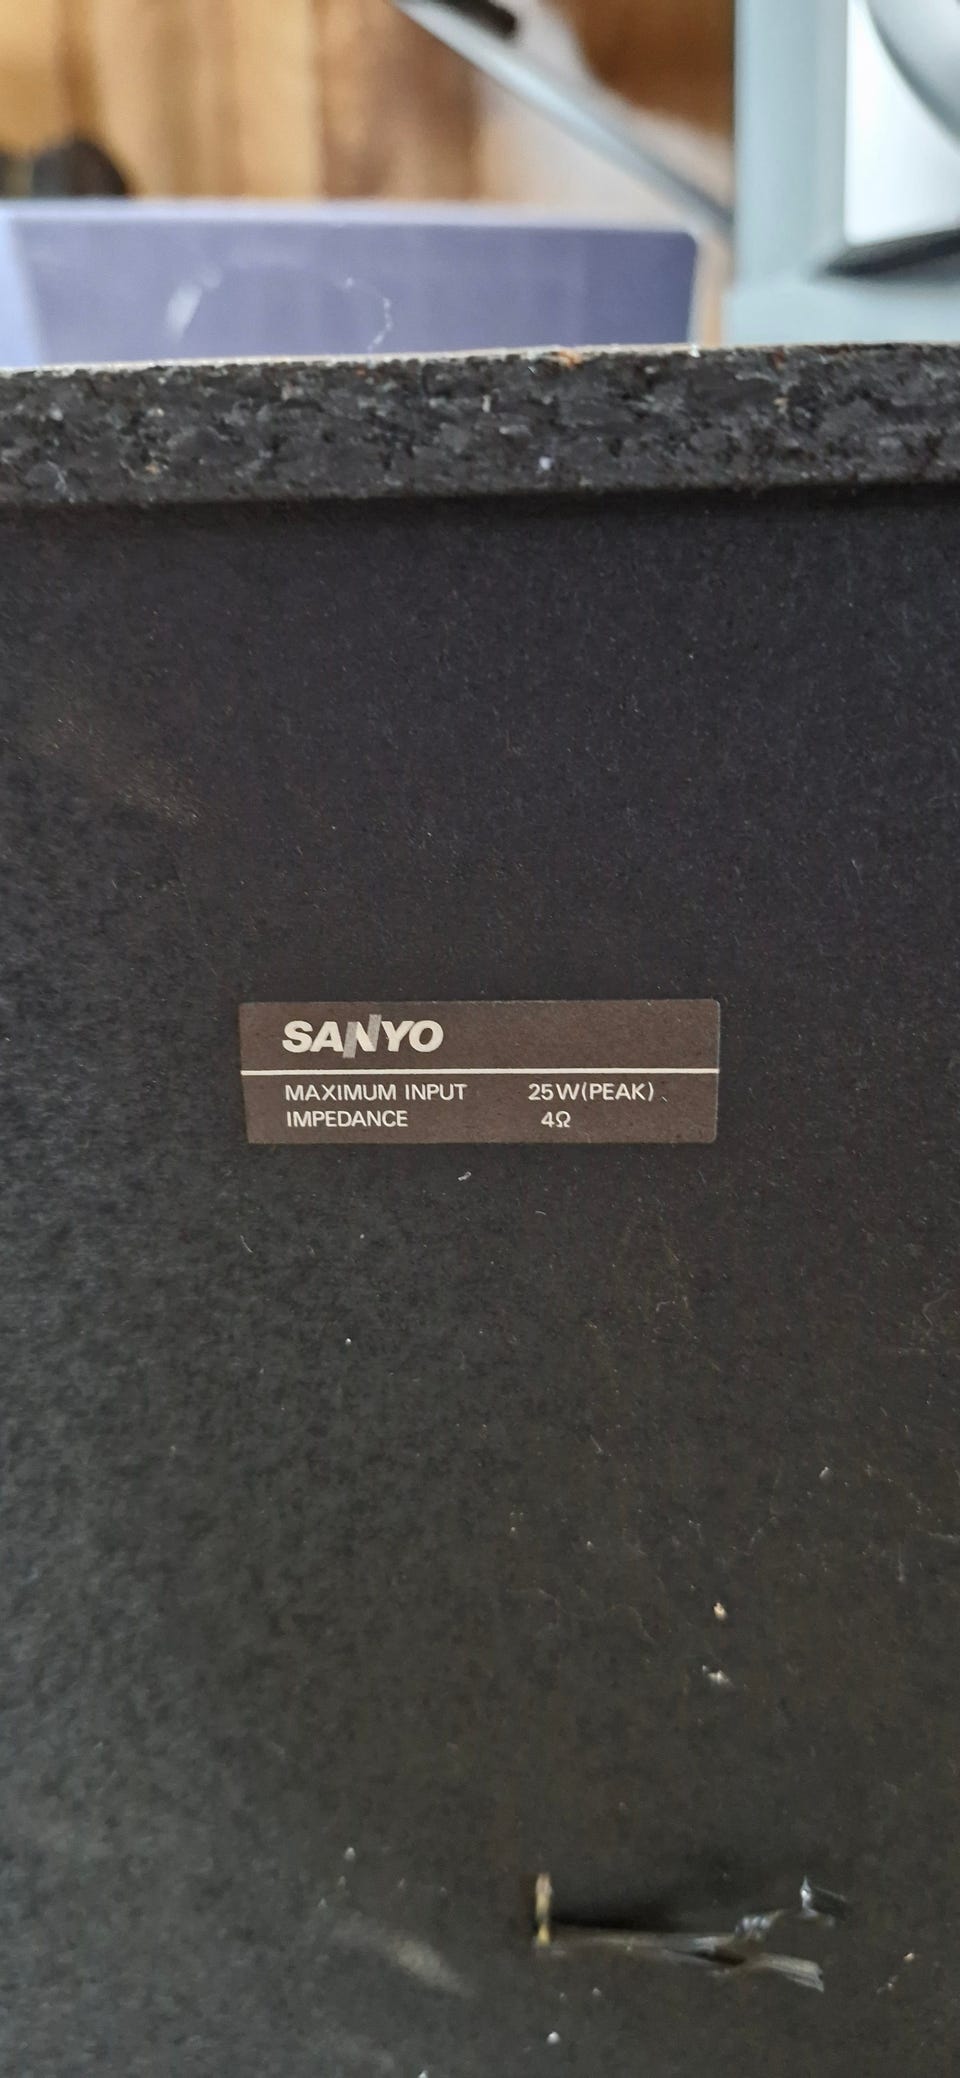 SANYO
MAXIMUM INPUT 25W(PEAK)
IMPEDANCE 4Ω